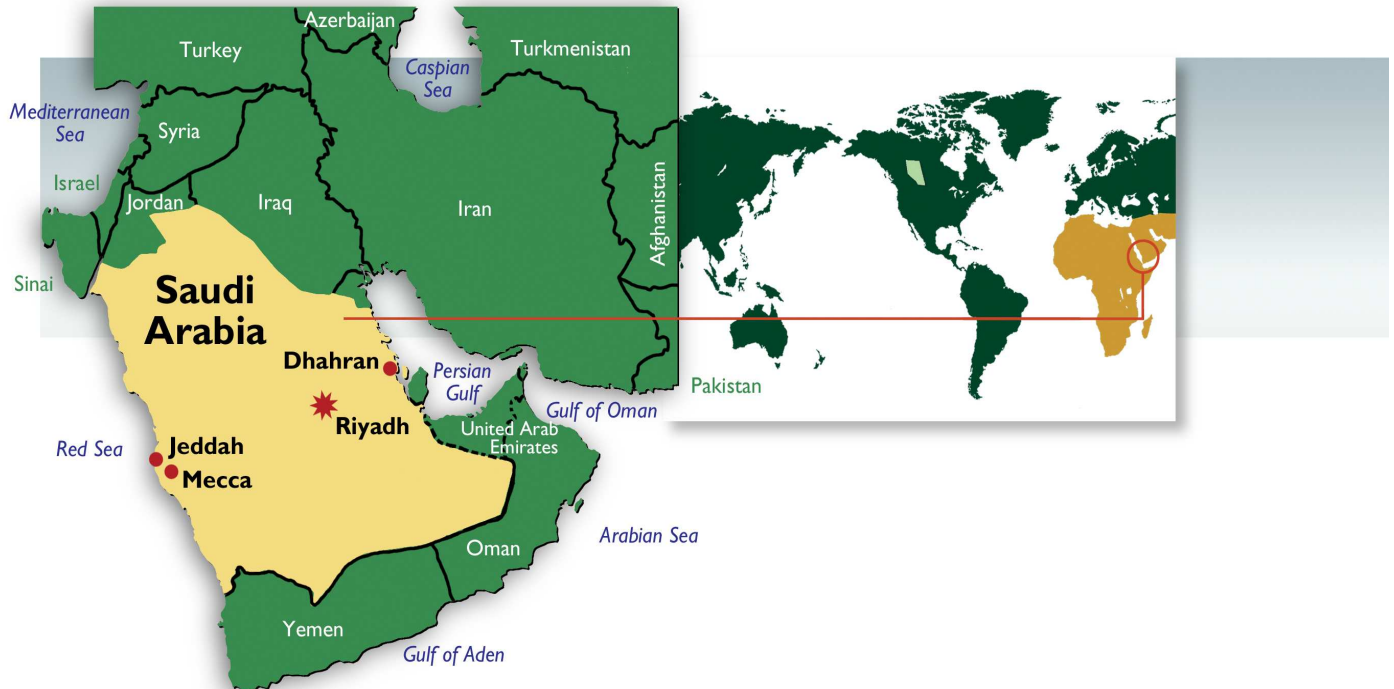 Azerbaijan
Turkey
Turkmenistan
Caspian
Sea
Mediterranean
Sea
Syria
Israel
Jordan
Iraq
Iran
Afghanistan
Sinai
Saudi
Arabia
Dhahran
Persian
Gulf
Pakistan
Gulf of Oman
Riyadh
United Arab
Emirates
Red Sea
Jeddah
Mecca
Arabian Sea
Oman
Yemen
Gulf of Aden